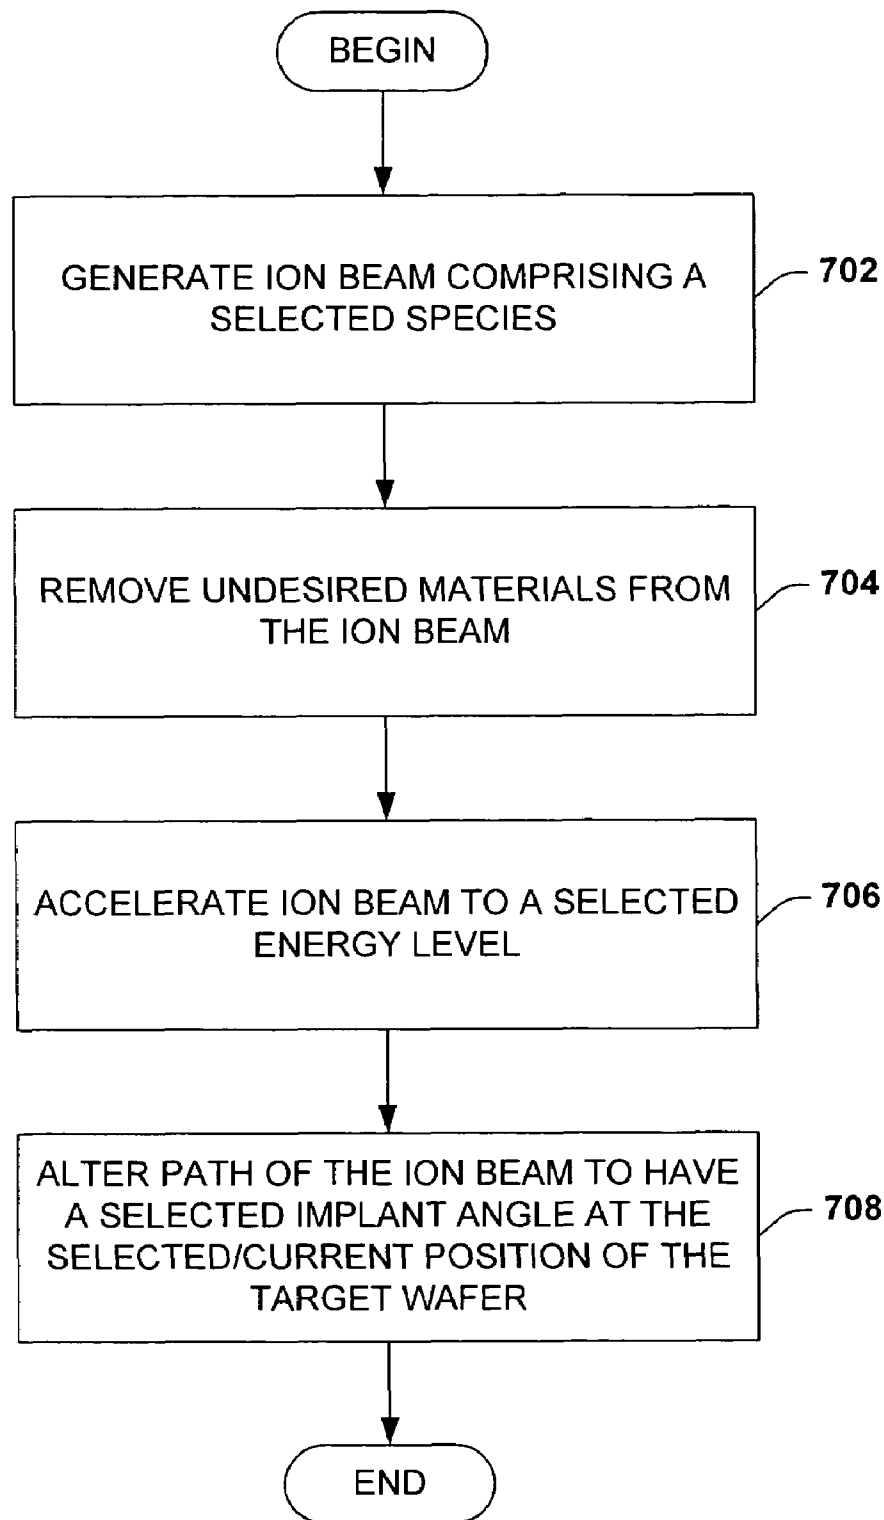 BEGIN
GENERATE ION BEAM COMPRISING A
SELECTED SPECIES
702
REMOVE UNDESIRED MATERIALS FROM
THE ION BEAM
704
ACCELERATE ION BEAM TO A SELECTED
ENERGY LEVEL
706
ALTER PATH OF THE ION BEAM TO HAVE
A SELECTED IMPLANT ANGLE AT THE
SELECTED/CURRENT POSITION OF THE
TARGET WAFER
708
END